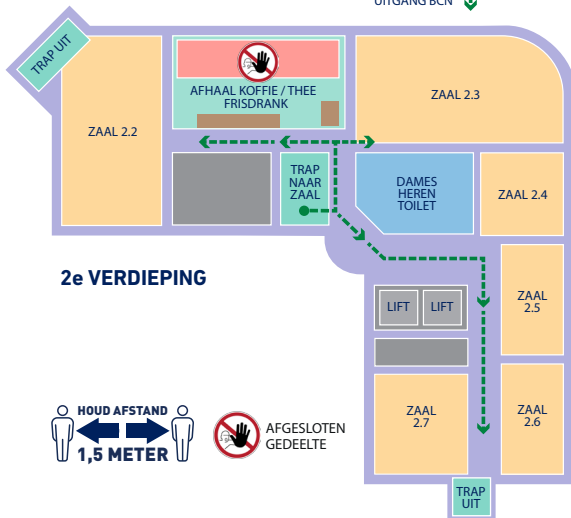 UITGANG BCN
TRAP UIT
AFHAAL KOFFIE / THEE
FRISDRANK
ZAAL 2.2
ZAAL 2.3
TRAP
NAAR
ZAAL
DAMES
HEREN
TOILET
ZAAL 2.4
2e VERDIEPING
ZAAL
2.5
LIFT
LIFT
ZAAL
2.7
ZAAL
2.6
HOUD AFSTAND
1,5 METER
AFGESLOTEN
GEDEELTE
TRAP
UIT